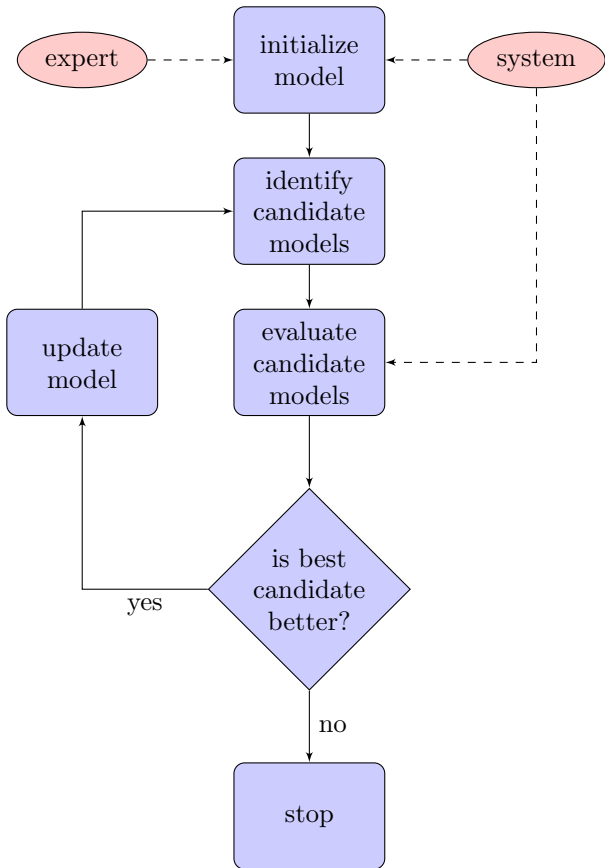 expert
initialize
model
system
identify
candidate
models
update
model
evaluate
candidate
models
is best
candidate
better?
yes
no
stop